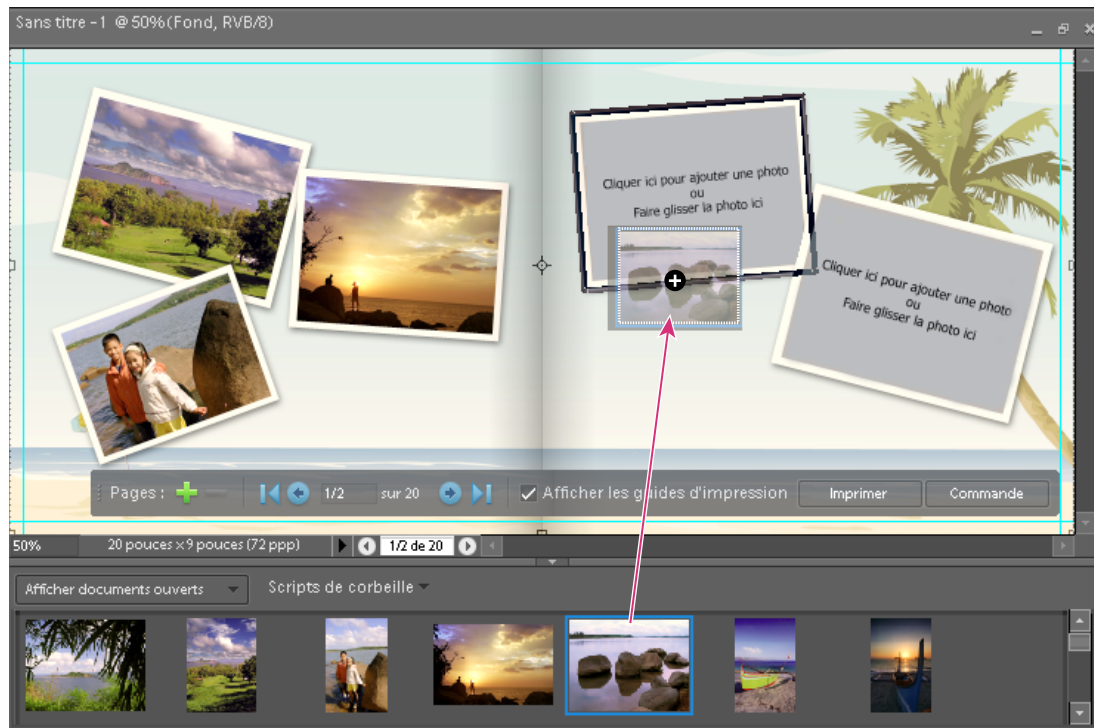 Sans titre -1 @ 50% (Fond, RVB/8)
Cliquer ici pour ajouter une photo
ou
Faire glisser la photo ici
Cliquer ici pour ajouter une photo
ou
Faire glisser la photo ici
Pages : 1/2 sur 20 Afficher les guides d'impression Imprimer Commande
50% 20 pouces x 9 pouces (72 ppp) 1/2 de 20
Afficher documents ouverts Scripts de corbeille